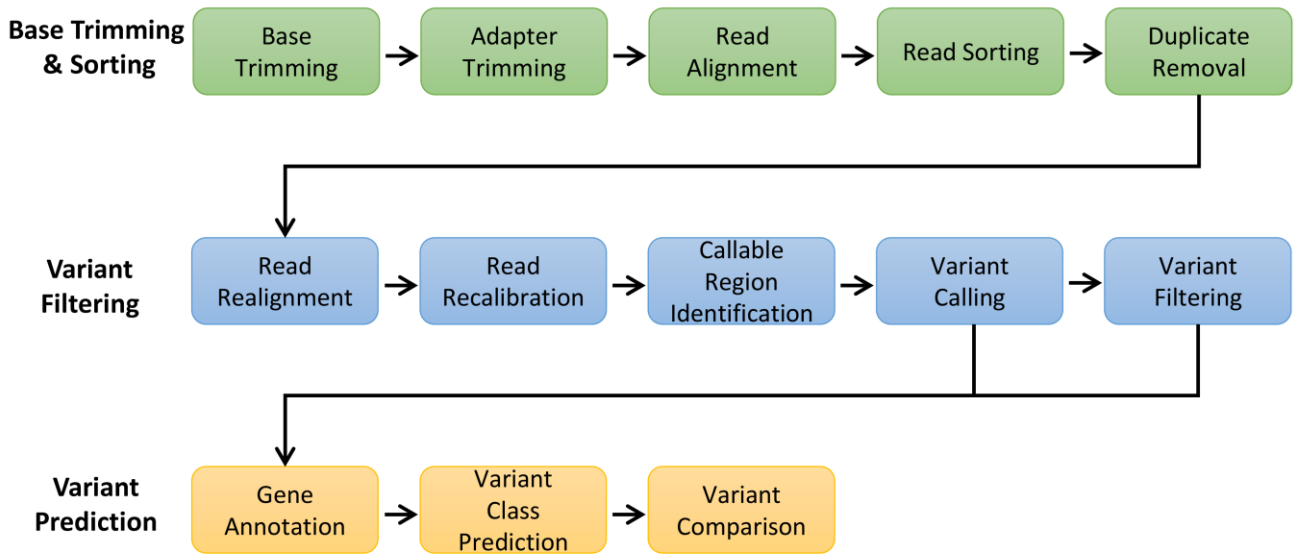 Base Trimming
& Sorting
Base
Trimming
Adapter
Trimming
Read
Alignment
Read Sorting
Duplicate
Removal
Variant
Filtering
Read
Realignment
Read
Recalibration
Callable
Region
Identification
Variant
Calling
Variant
Filtering
Variant
Prediction
Gene
Annotation
Variant
Class
Prediction
Variant
Comparison